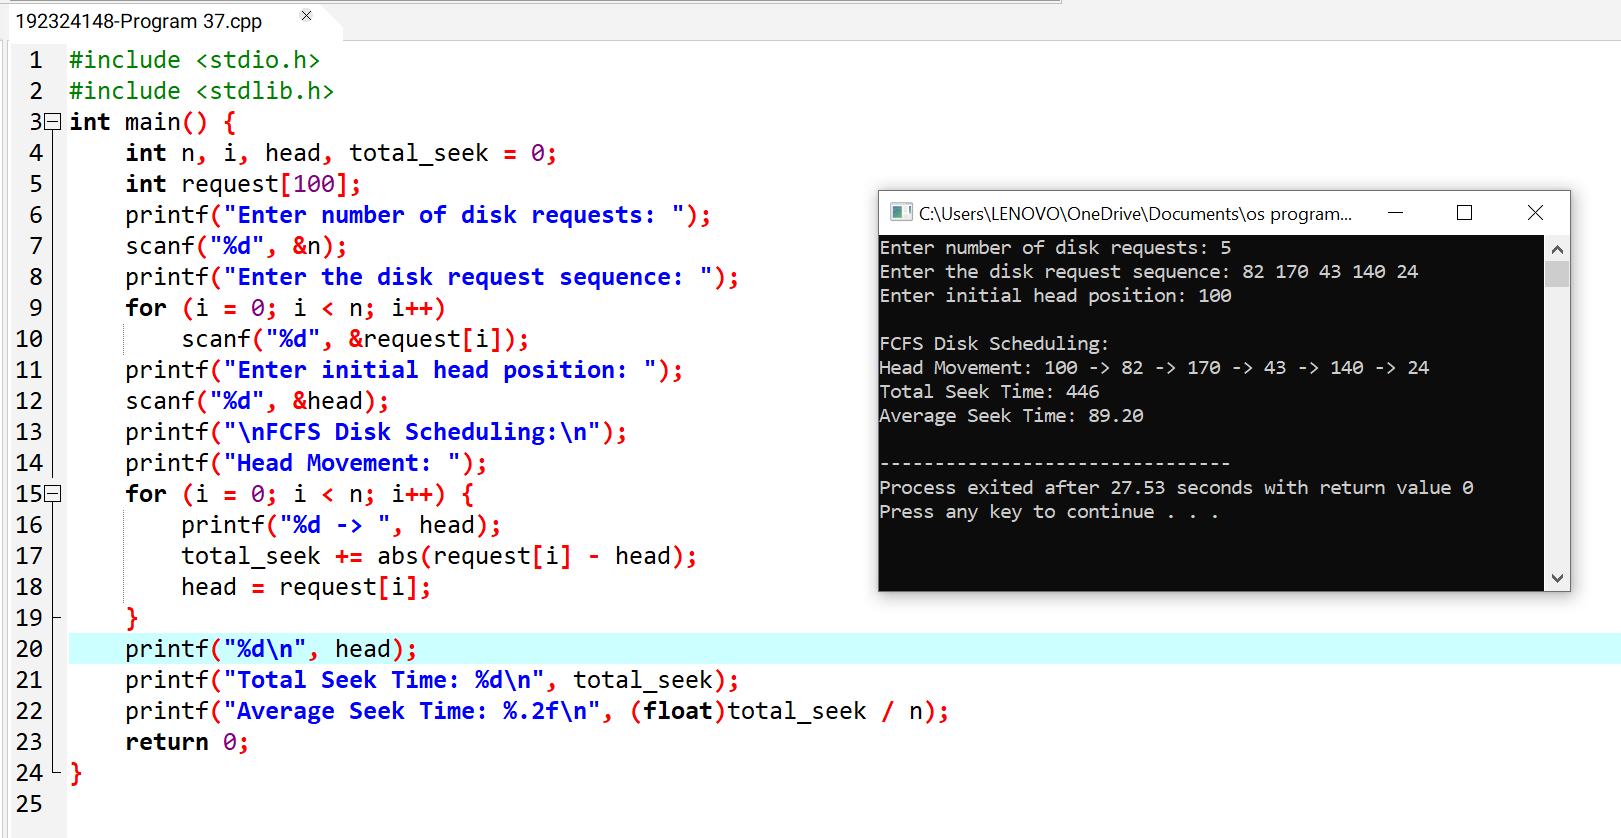 192324148-Program 37.cpp
1 #include <stdio.h>
2 #include <stdlib.h>
3 int main() {
4     int n, i, head, total_seek = 0;
5     int request[100];
6     printf("Enter number of disk requests: ");
7     scanf("%d", &n);
8     printf("Enter the disk request sequence: ");
9     for (i = 0; i < n; i++)
10         scanf("%d", &request[i]);
11     printf("Enter initial head position: ");
12     scanf("%d", &head);
13     printf("\nFCFS Disk Scheduling:\n");
14     printf("Head Movement: ");
15     for (i = 0; i < n; i++) {
16         printf("%d -> ", head);
17         total_seek += abs(request[i] - head);
18         head = request[i];
19     }
20     printf("%d\n", head);
21     printf("Total Seek Time: %d\n", total_seek);
22     printf("Average Seek Time: %.2f\n", (float)total_seek / n);
23     return 0;
24 }
25
C:\Users\LENOVO\OneDrive\Documents\os program...
Enter number of disk requests: 5
Enter the disk request sequence: 82 170 43 140 24
Enter initial head position: 100
FCFS Disk Scheduling:
Head Movement: 100 -> 82 -> 170 -> 43 -> 140 -> 24
Total Seek Time: 446
Average Seek Time: 89.20
--------------------------------
Process exited after 27.53 seconds with return value 0
Press any key to continue . . .